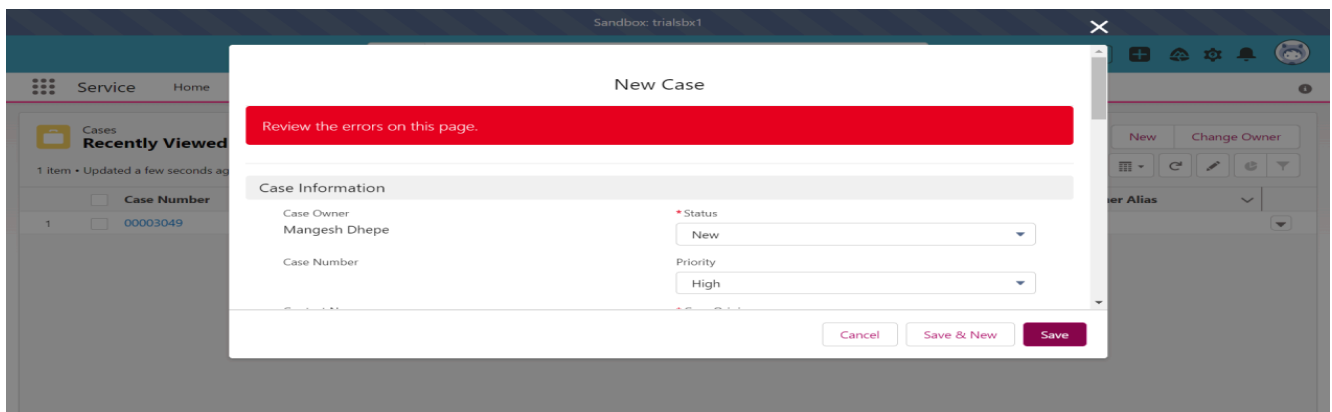 Sandbox: trialsbx1
New Case
Service Home
Review the errors on this page.
Cases
Recently Viewed
New Change Owner
1 item • Updated a few seconds ag
Case Information
Case Number
er Alias
1 00003049
Case Owner
Mangesh Dhepe
*Status
New
Case Number
Priority
High
Cancel Save & New Save